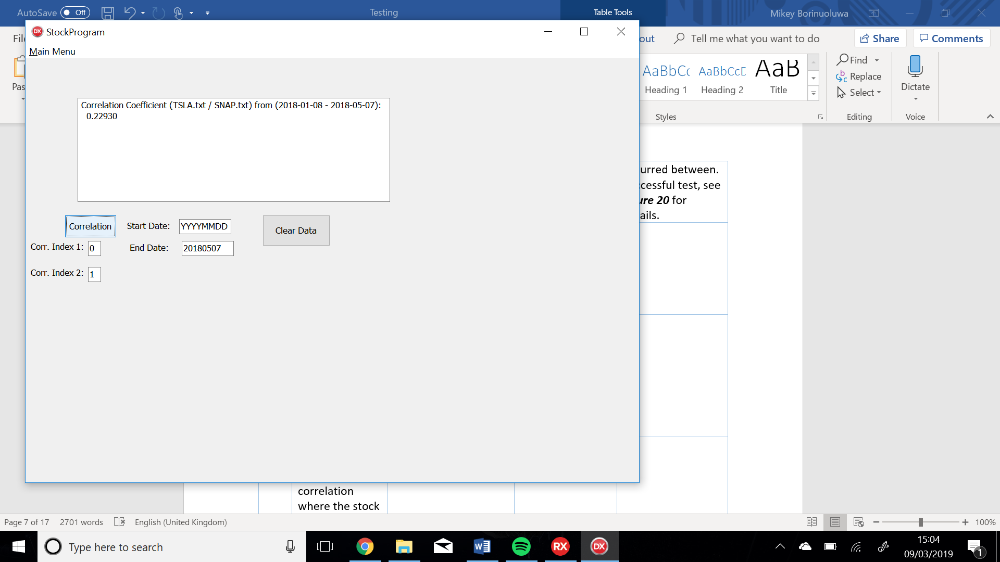 AutoSave Off
Testing
Table Tools
Mikey Borinuoluwa
StockProgram
Main Menu
out
Tell me what you want to do
Share
Comments
Correlation Coefficient (TSLA.txt / SNAP.txt) from (2018-01-08 - 2018-05-07):
0.22930
Correlation
Start Date:
YYYYMMDD
Clear Data
Corr. Index 1:
0
End Date:
20180507
Corr. Index 2:
1
AaBbCc
AaBbCcD
AaB
Heading 1
Heading 2
Title
Styles
Find
Replace
Select
Editing
Dictate
Voice
urred between.
ccessful test, see
ure 20 for
ails.
correlation
where the stock
Page 7 of 17
2701 words
English (United Kingdom)
100%
Type here to search
W
RX
DX
15:04
09/03/2019
1